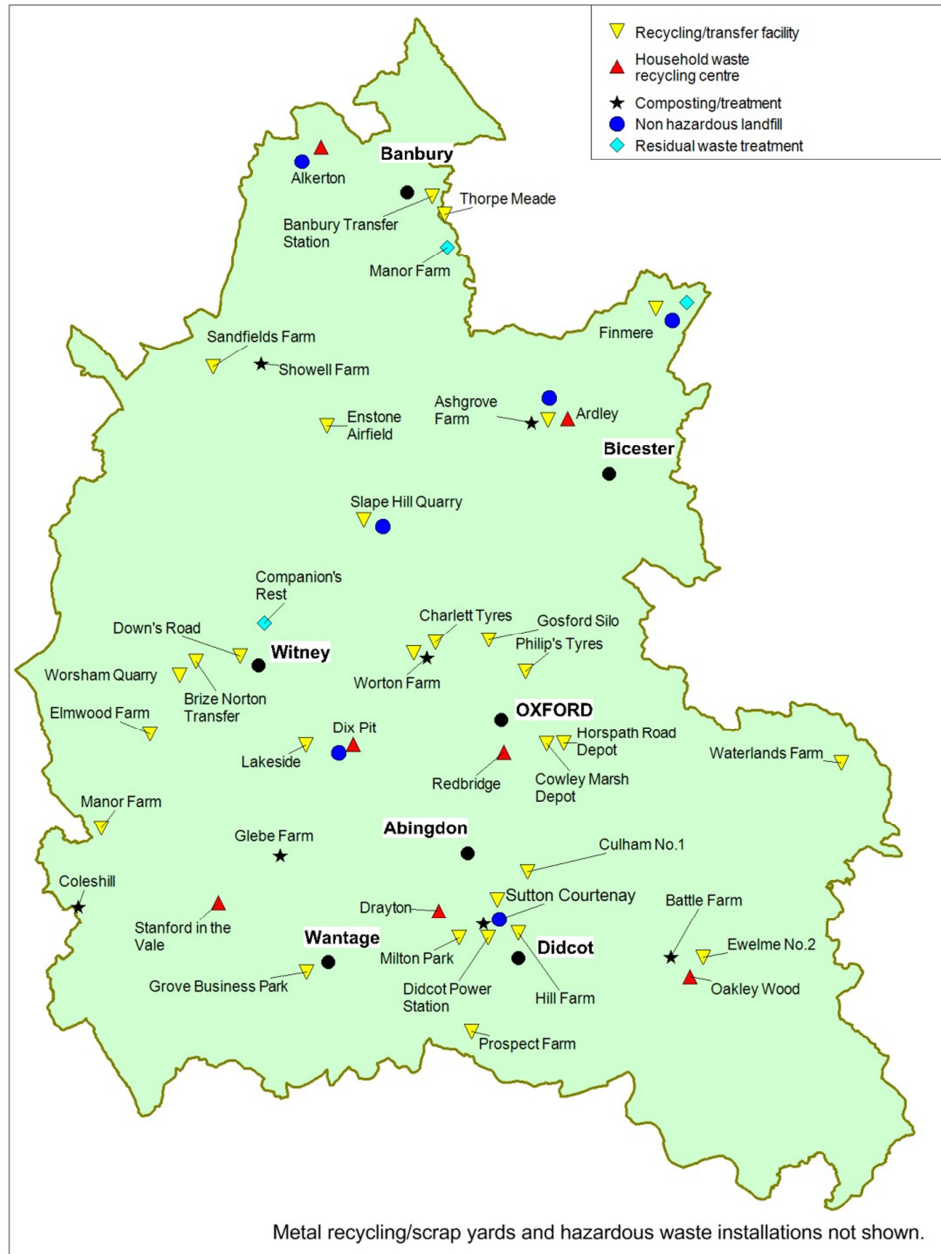 Recycling/transfer facility
Household waste
recycling centre
Composting/treatment
Non hazardous landfill
Residual waste treatment
Banbury
Alkerton
Thorpe Meade
Banbury Transfer
Station
Manor Farm
Finmere
Sandfields Farm
Showell Farm
Ashgrove
Farm
Ardley
Enstone
Airfield
Bicester
Slape Hill Quarry
Companion's
Rest
Charlett Tyres
Gosford Silo
Down's Road
Philip's Tyres
Witney
Worsham Quarry
Worton Farm
Brize Norton
Transfer
Elmwood Farm
OXFORD
Dix Pit
Horspath Road
Depot
Lakeside
Waterlands Farm
Redbridge
Cowley Marsh
Depot
Manor Farm
Abingdon
Glebe Farm
Culham No.1
Coleshill
Sutton Courtenay
Battle Farm
Drayton
Stanford in the
Vale
Wantage
Didcot
Ewelme No.2
Milton Park
Grove Business Park
Didcot Power
Station
Hill Farm
Oakley Wood
Prospect Farm
Metal recycling/scrap yards and hazardous waste installations not shown.